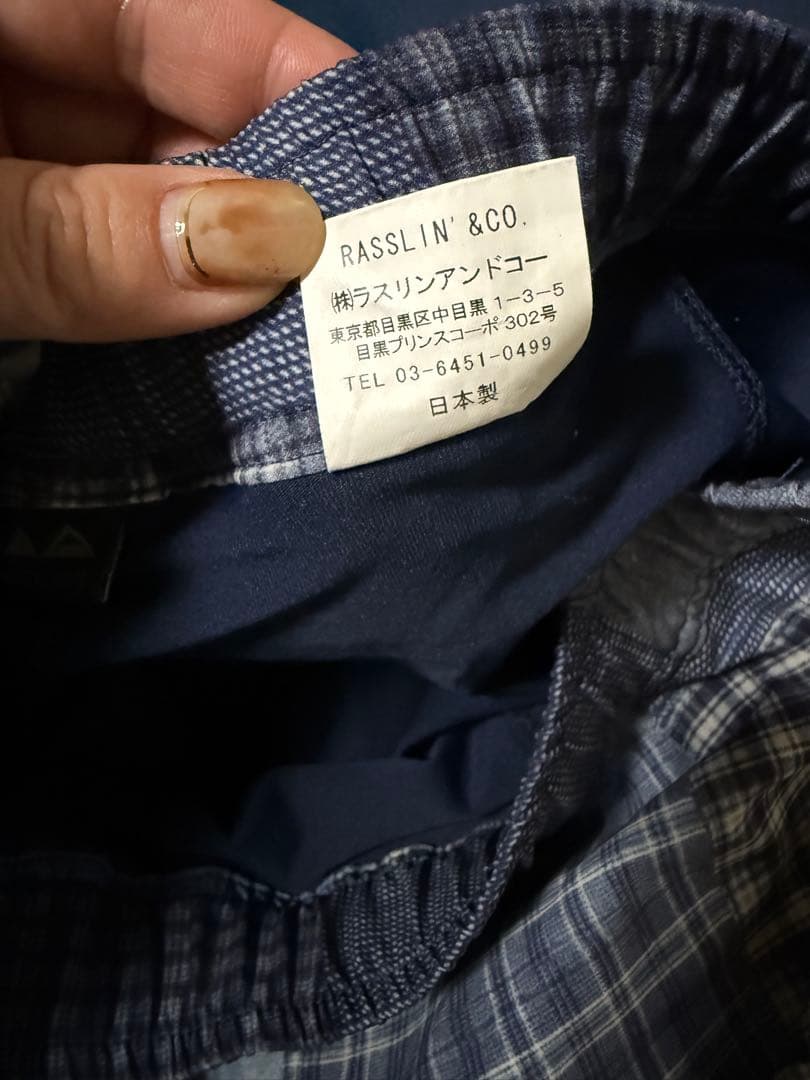 RASSLIN' &CO.
㈱ラスリンアンドコー
東京都目黒区中目黒 1-3-5
目黒プリンスコーポ 302号
TEL 03-6451-0499
日本製